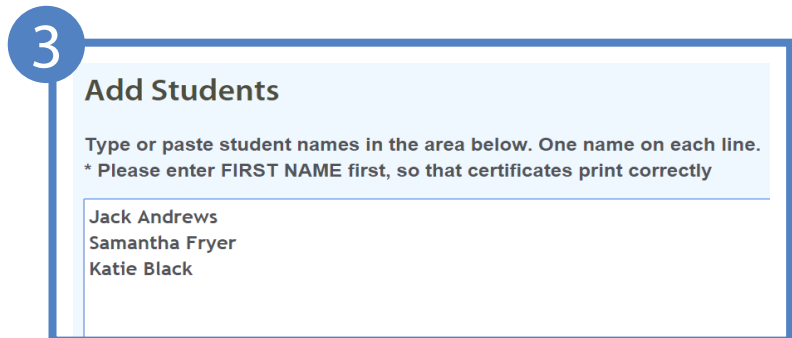 3
Add Students
Type or paste student names in the area below. One name on each line.
* Please enter FIRST NAME first, so that certificates print correctly
Jack Andrews
Samantha Fryer
Katie Black